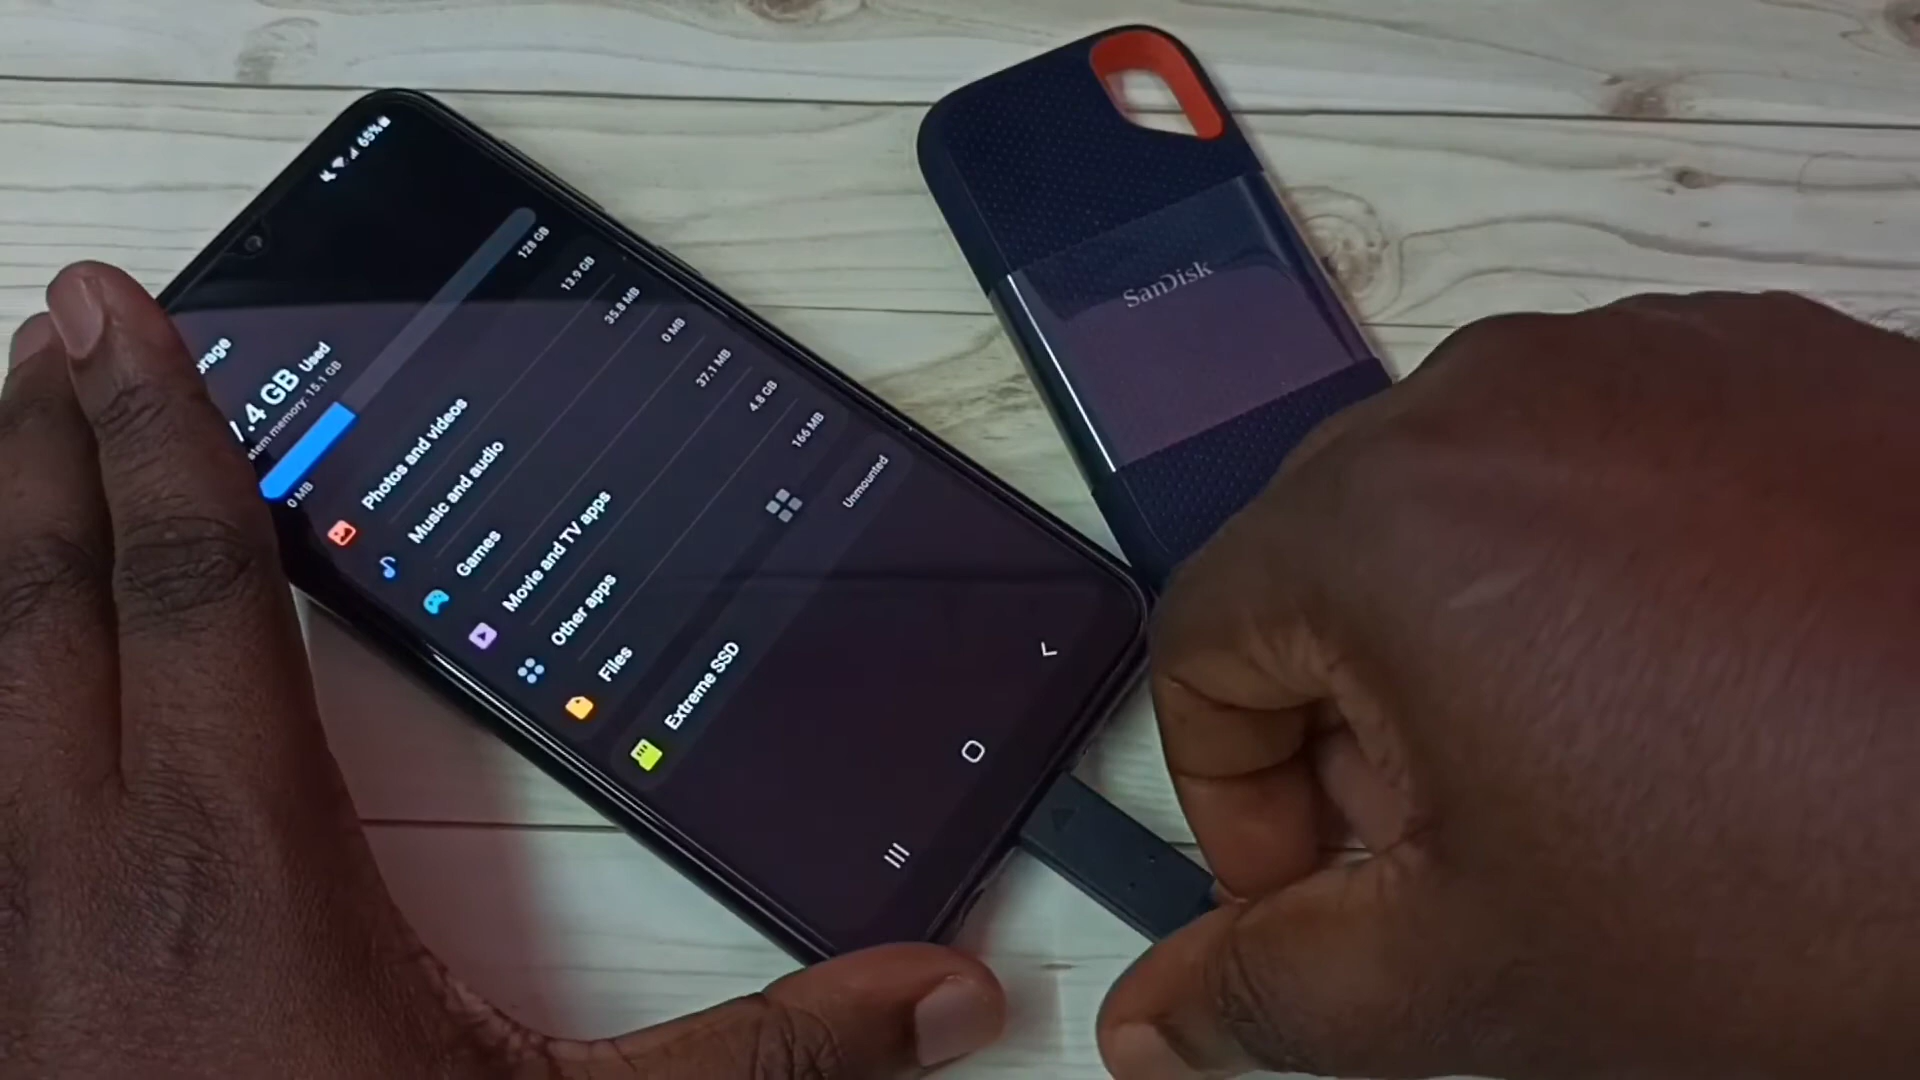 65%
orage
.4 GB Used
stem memory: 15.1 GB
0 MB
128 GB
Photos and videos 13.9 GB
Music and audio 35.8 MB
Games 0 MB
Movie and TV apps 37.1 MB
Other apps 4.8 GB
Files 166 MB
Extreme SSD Unmounted
SanDisk